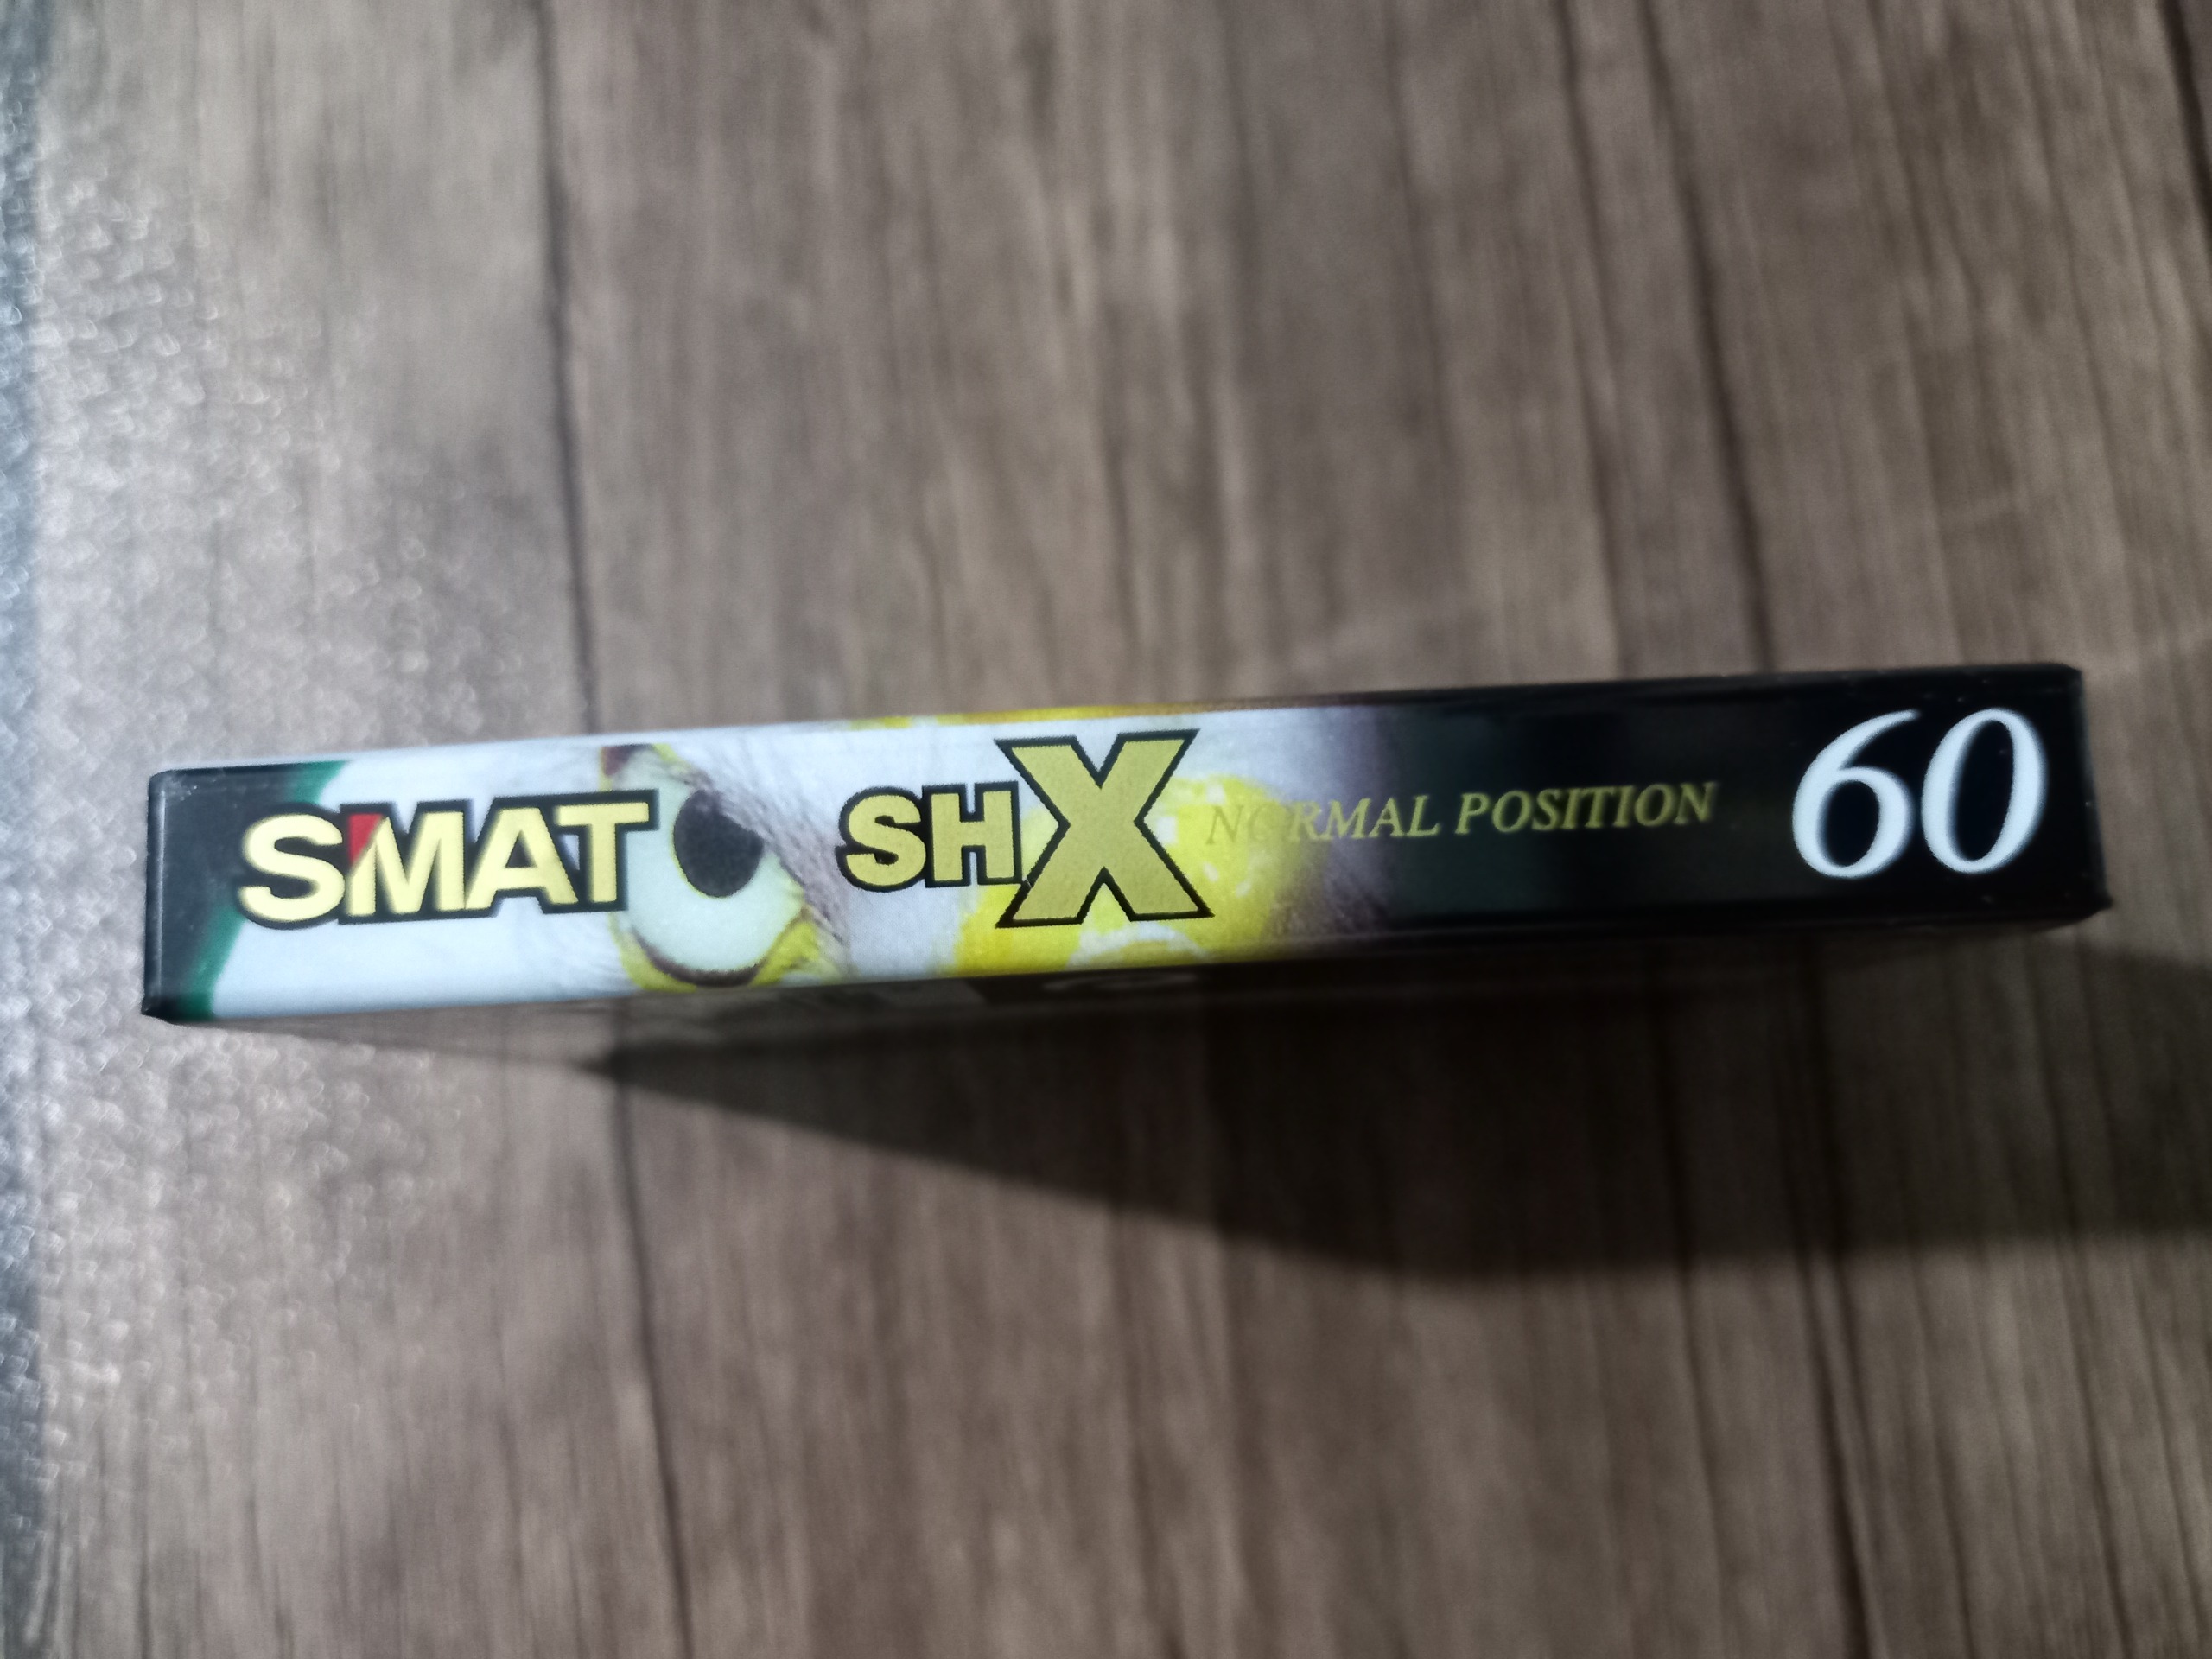 SMAT SHX NORMAL POSITION 60